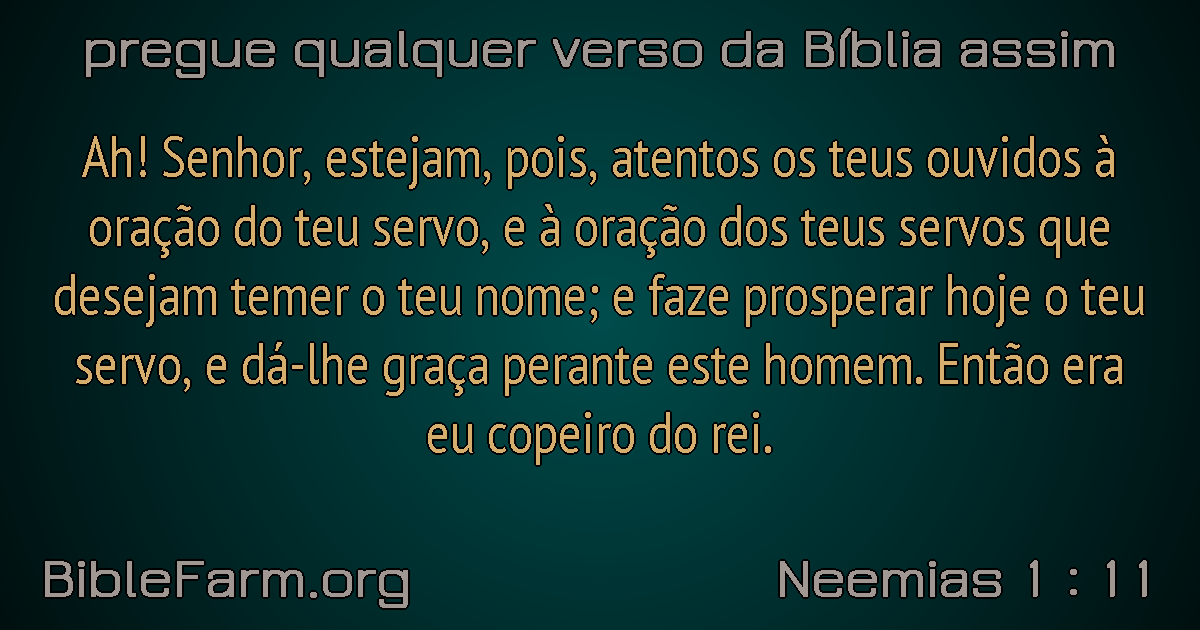 pregue qualquer verso da Bíblia assim
Ah! Senhor, estejam, pois, atentos os teus ouvidos à
oração do teu servo, e à oração dos teus servos que
desejam temer o teu nome; e faze prosperar hoje o teu
servo, e dá-lhe graça perante este homem. Então era
eu copeiro do rei.
BibleFarm.org
Neemias 1 : 11